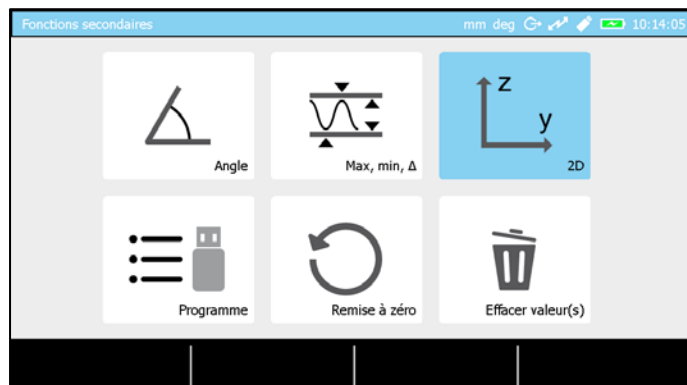 Fonctions secondaires mm deg 10:14:05
Angle
Max, min, Δ
z
y
2D
Programme
Remise à zéro
Effacer valeur(s)